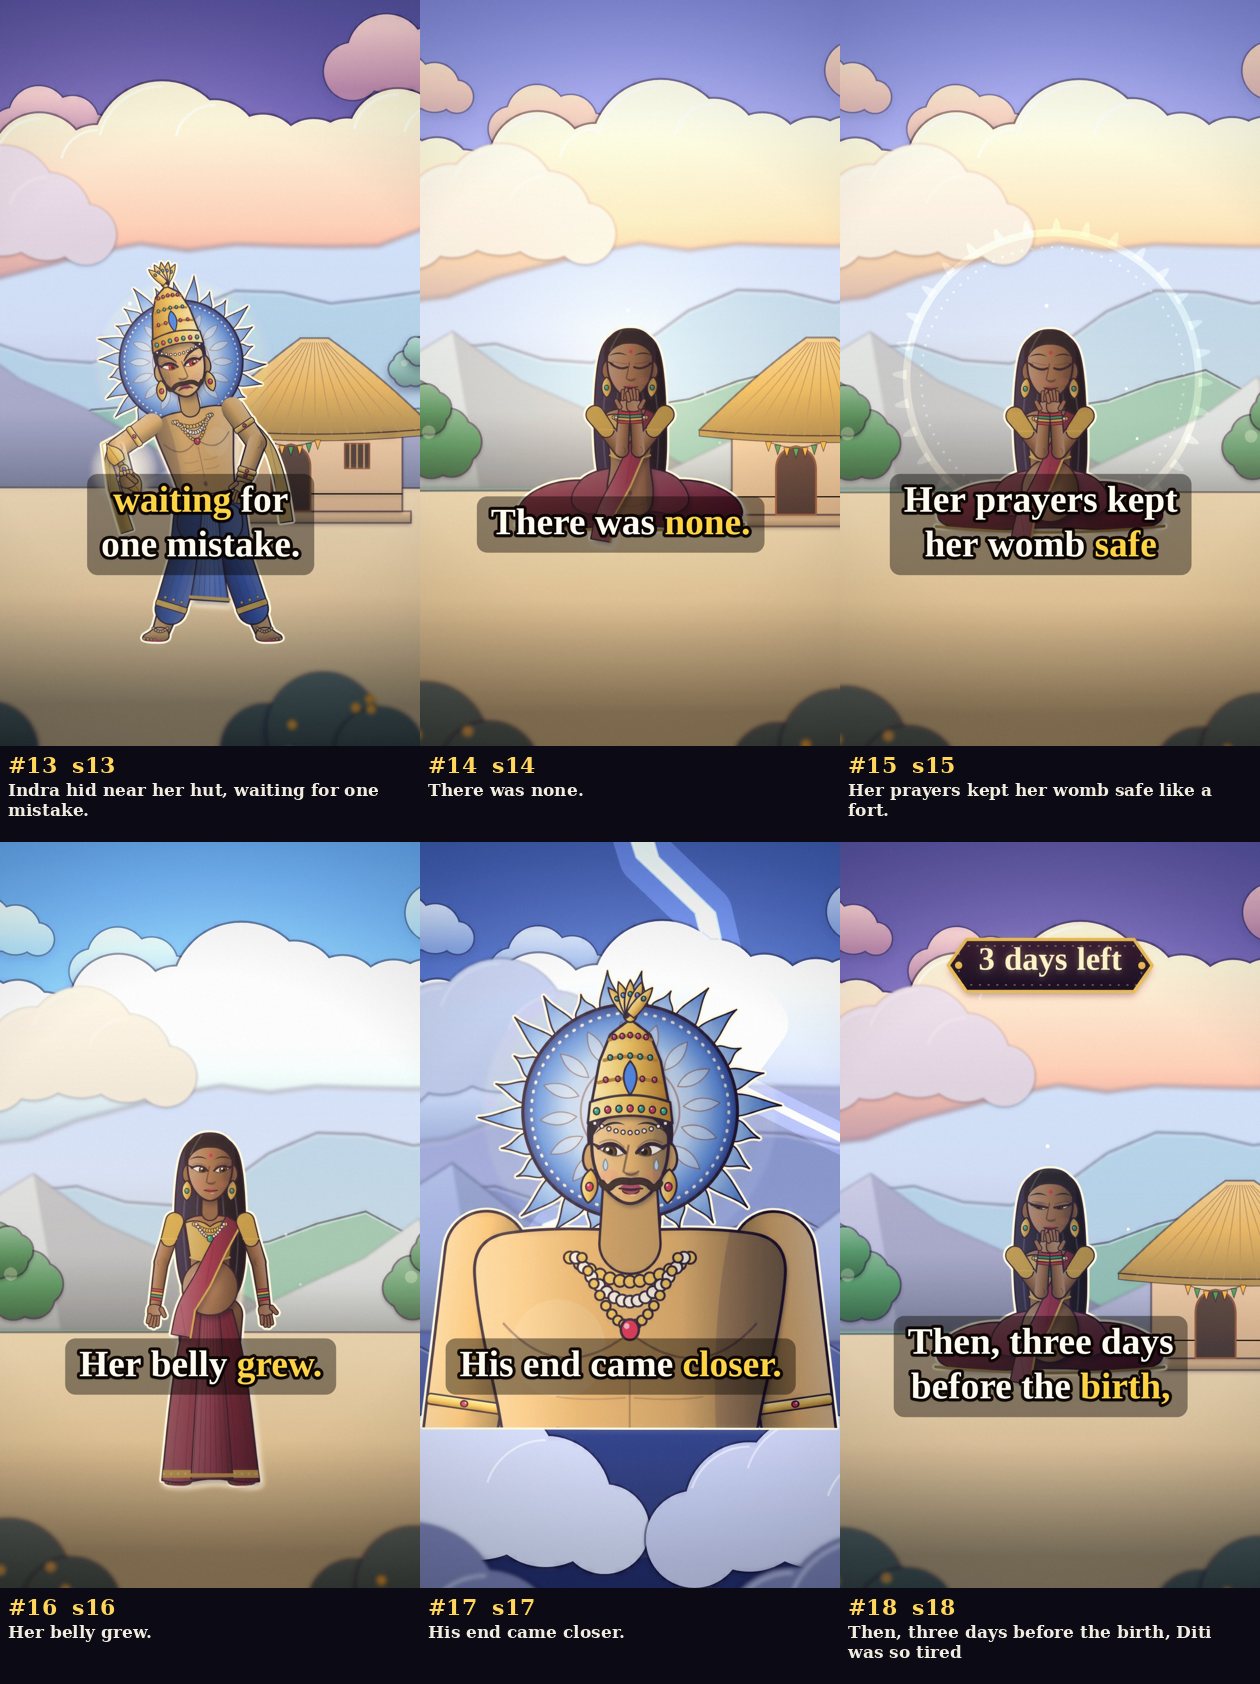 waiting for
one mistake.
There was none.
Her prayers kept
her womb safe
#13 s13
Indra hid near her hut, waiting for one
mistake.
#14 s14
There was none.
#15 s15
Her prayers kept her womb safe like a
fort.
3 days left
Her belly grew.
His end came closer.
Then, three days
before the birth,
#16 s16
Her belly grew.
#17 s17
His end came closer.
#18 s18
Then, three days before the birth, Diti
was so tired